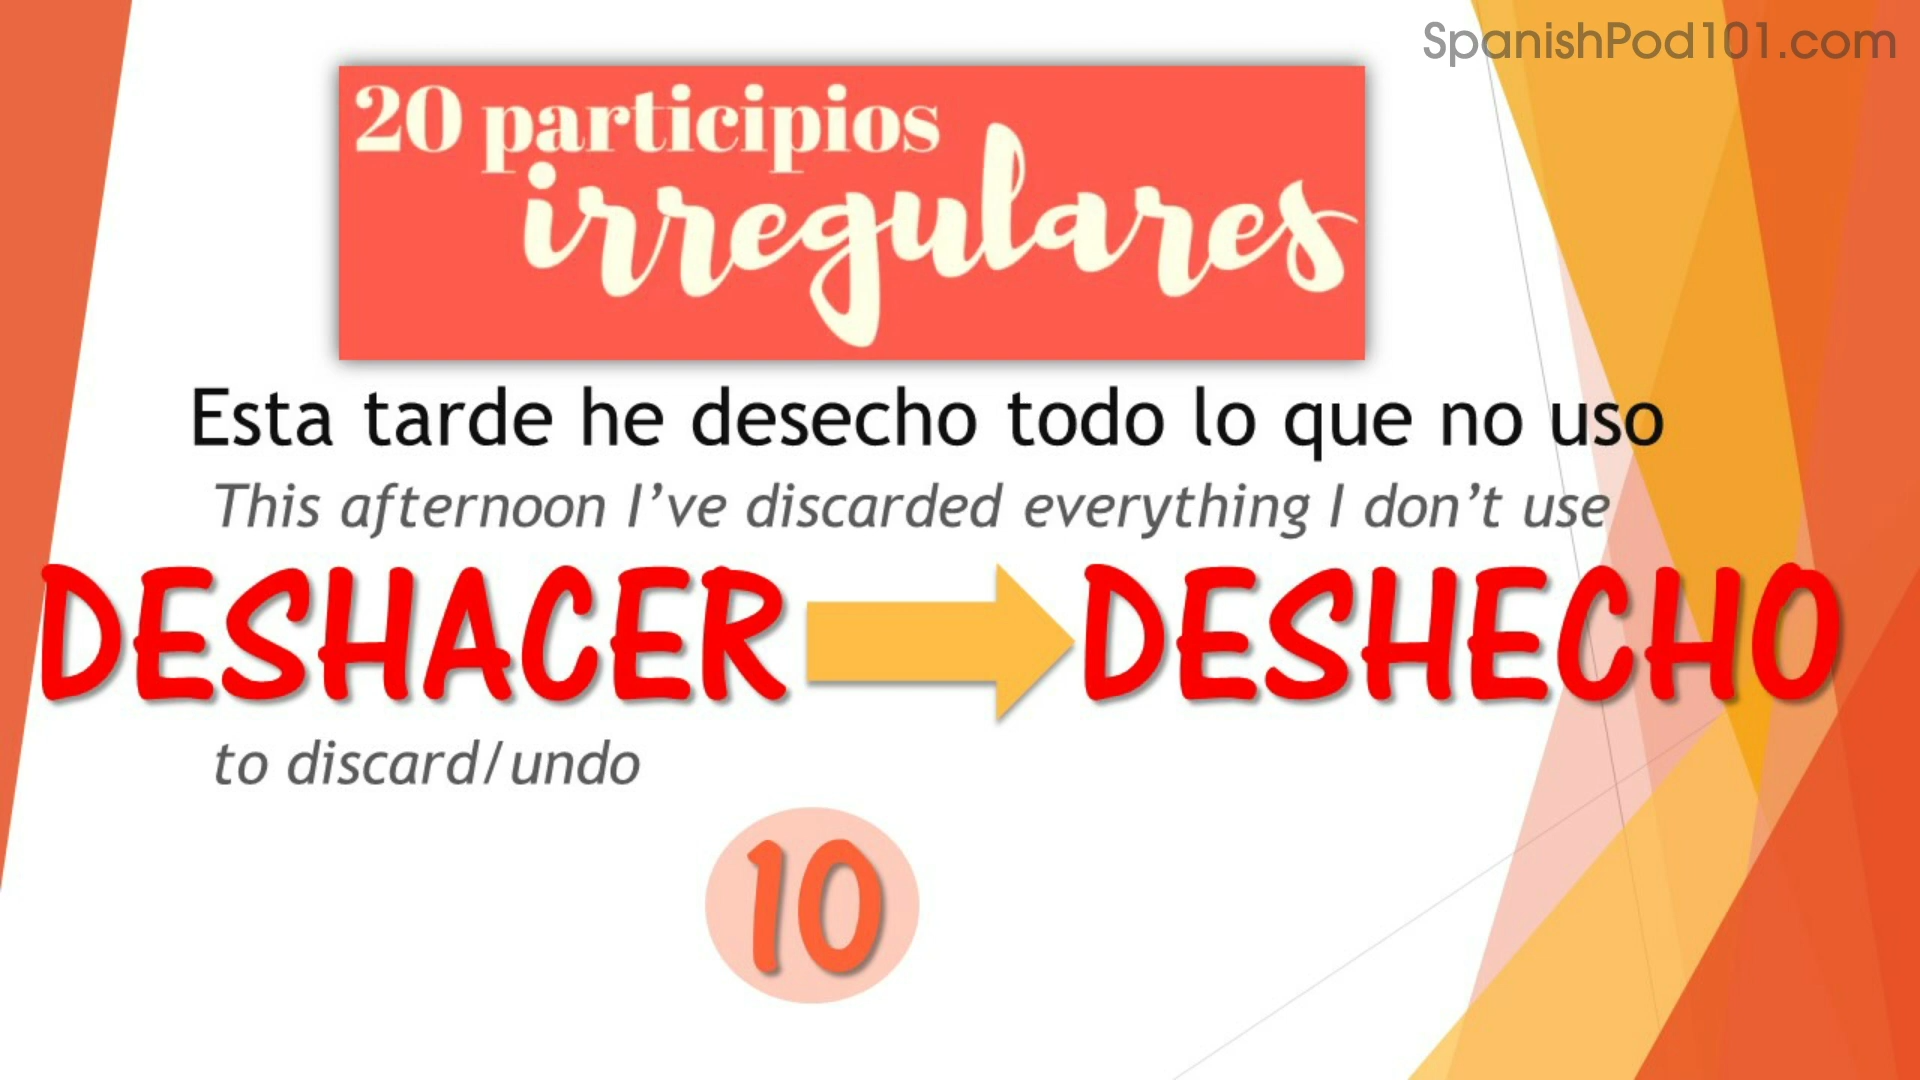 SpanishPod101.com
20 participios
irregulares
Esta tarde he desecho todo lo que no uso
This afternoon I’ve discarded everything I don’t use
DESHACER DESHECHO
to discard/undo
10